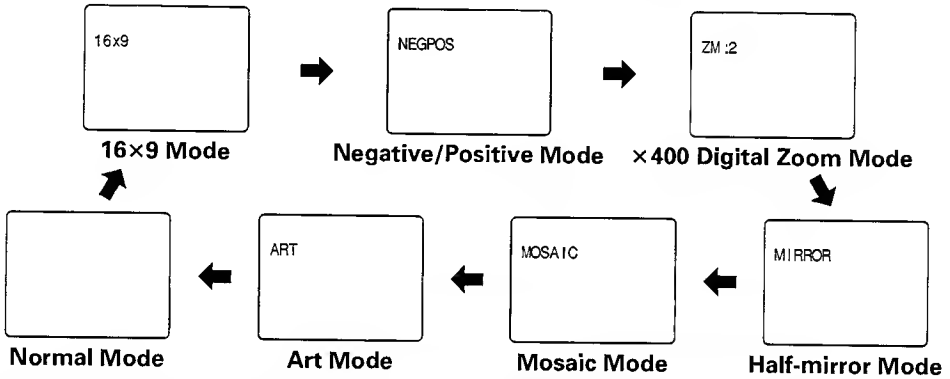 16x9
NEGPOS
ZM :2
16×9 Mode
Negative/Positive Mode
×400 Digital Zoom Mode
ART
MOSAIC
MIRROR
Normal Mode
Art Mode
Mosaic Mode
Half-mirror Mode